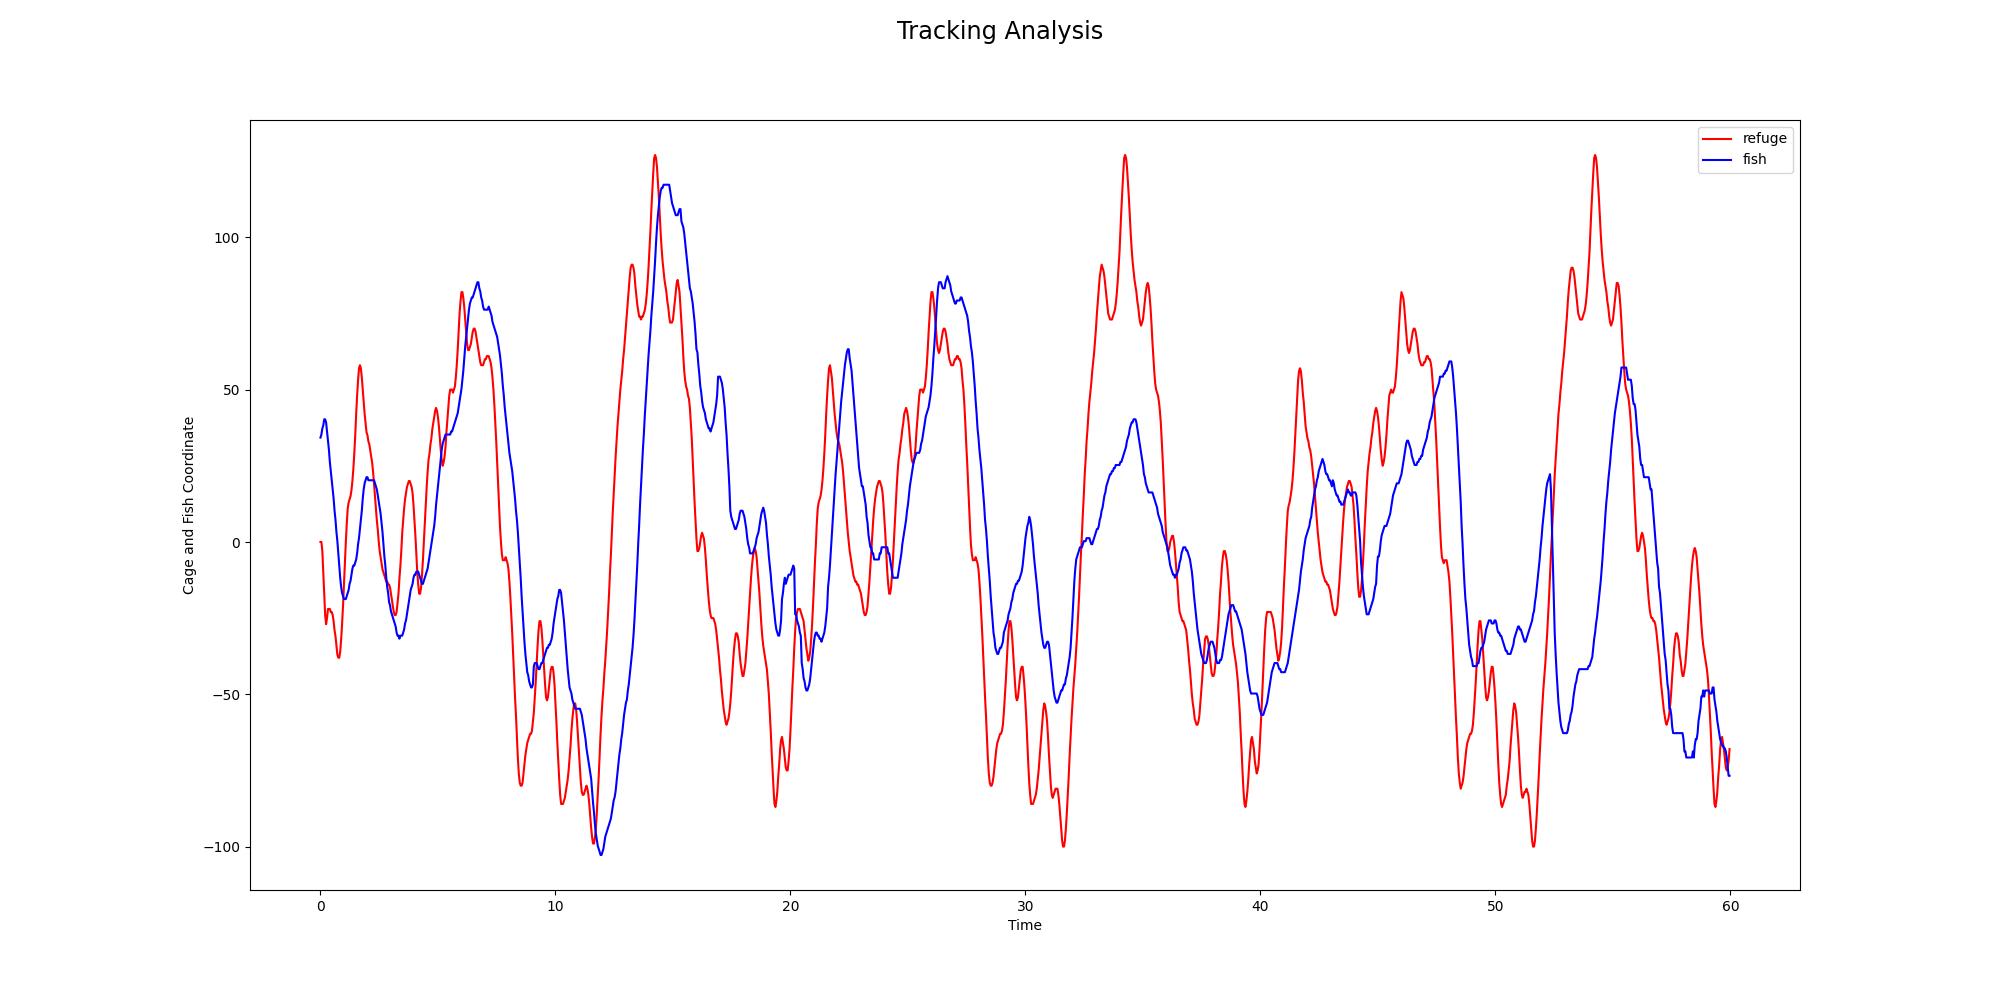 Tracking Analysis
refuge
fish
100
50
0
−50
−100
Cage and Fish Coordinate
0 10 20 30 40 50 60
Time